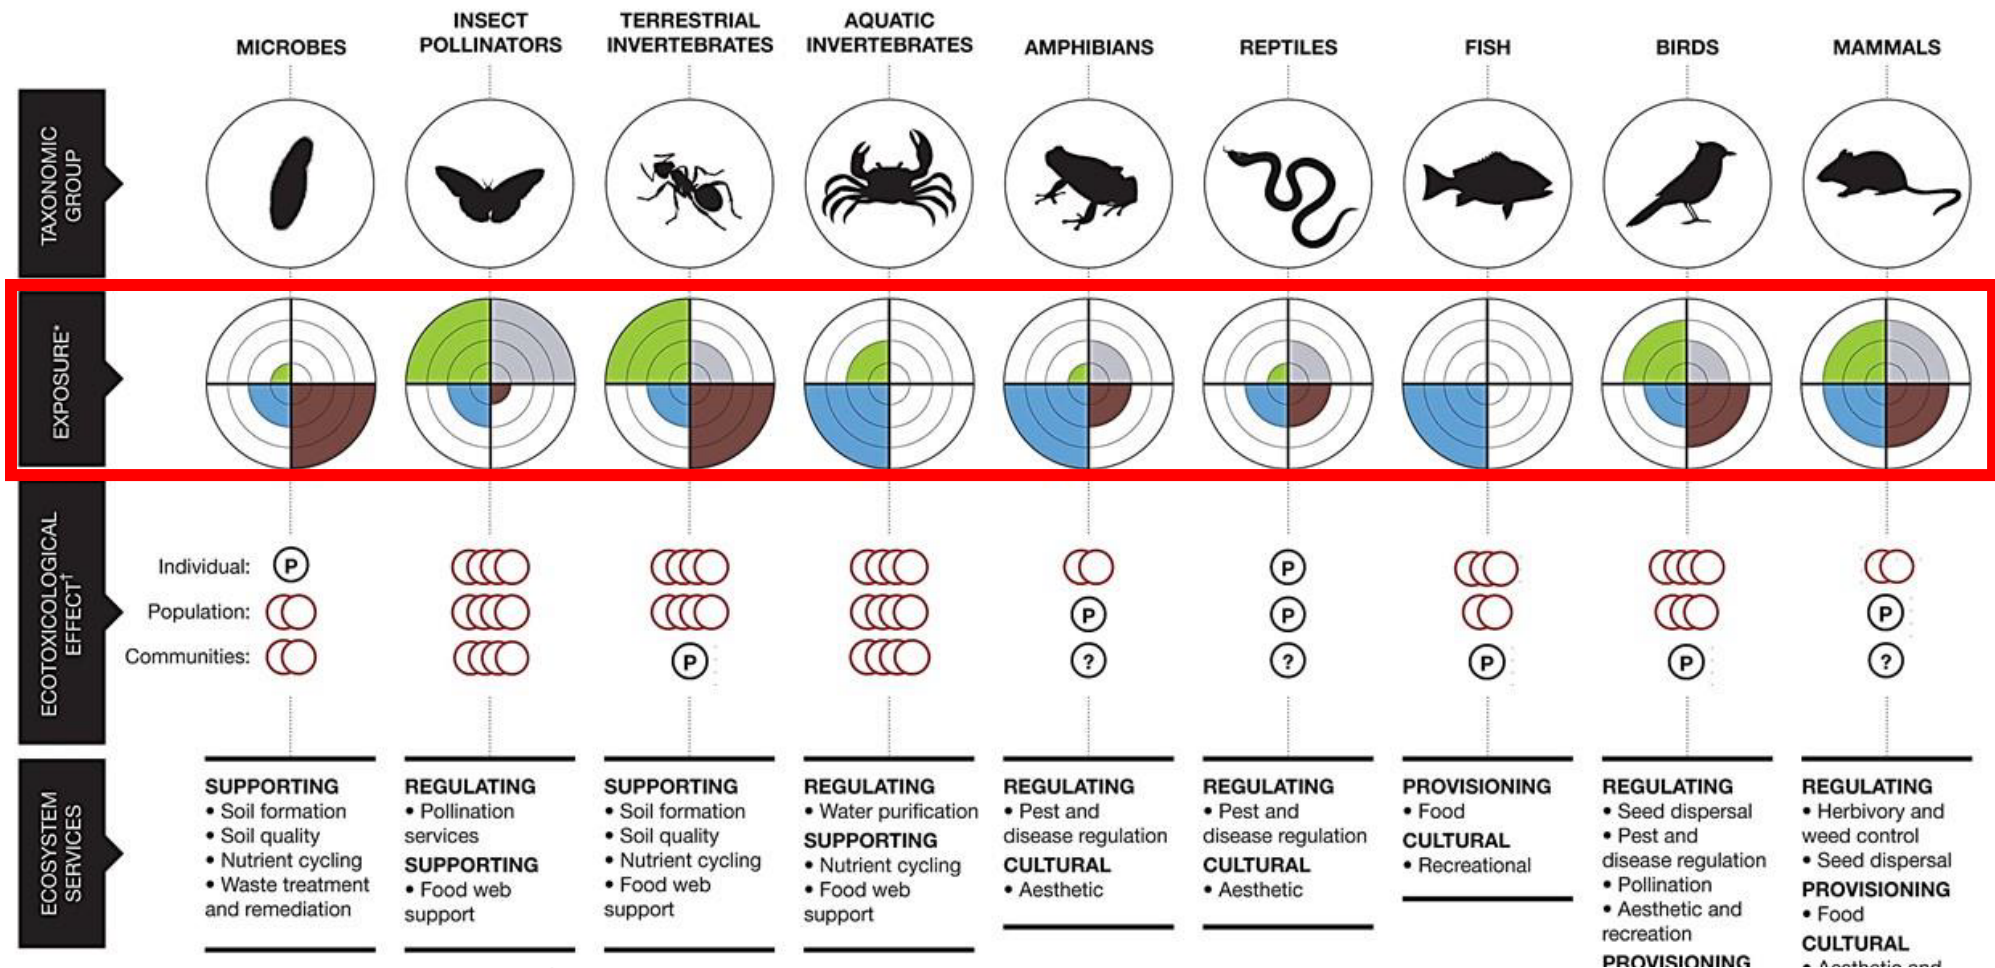 MICROBES
INSECT
POLLINATORS
TERRESTRIAL
INVERTEBRATES
AQUATIC
INVERTEBRATES
AMPHIBIANS
REPTILES
FISH
BIRDS
MAMMALS
TAXONOMIC
GROUP
EXPOSURE*
ECOTOXICOLOGICAL
EFFECT†
Individual:
P
P
Population:
P
P
P
Communities:
P
?
?
P
P
?
ECOSYSTEM
SERVICES
SUPPORTING
• Soil formation
• Soil quality
• Nutrient cycling
• Waste treatment
and remediation
REGULATING
• Pollination
services
SUPPORTING
• Food web
support
SUPPORTING
• Soil formation
• Soil quality
• Nutrient cycling
• Food web
support
REGULATING
• Water purification
SUPPORTING
• Nutrient cycling
• Food web
support
REGULATING
• Pest and
disease regulation
CULTURAL
• Aesthetic
REGULATING
• Pest and
disease regulation
CULTURAL
• Aesthetic
PROVISIONING
• Food
CULTURAL
• Recreational
REGULATING
• Seed dispersal
• Pest and
disease regulation
• Pollination
• Aesthetic and
recreation
PROVISIONING
REGULATING
• Herbivory and
weed control
• Seed dispersal
PROVISIONING
• Food
CULTURAL
• Aesthetic and